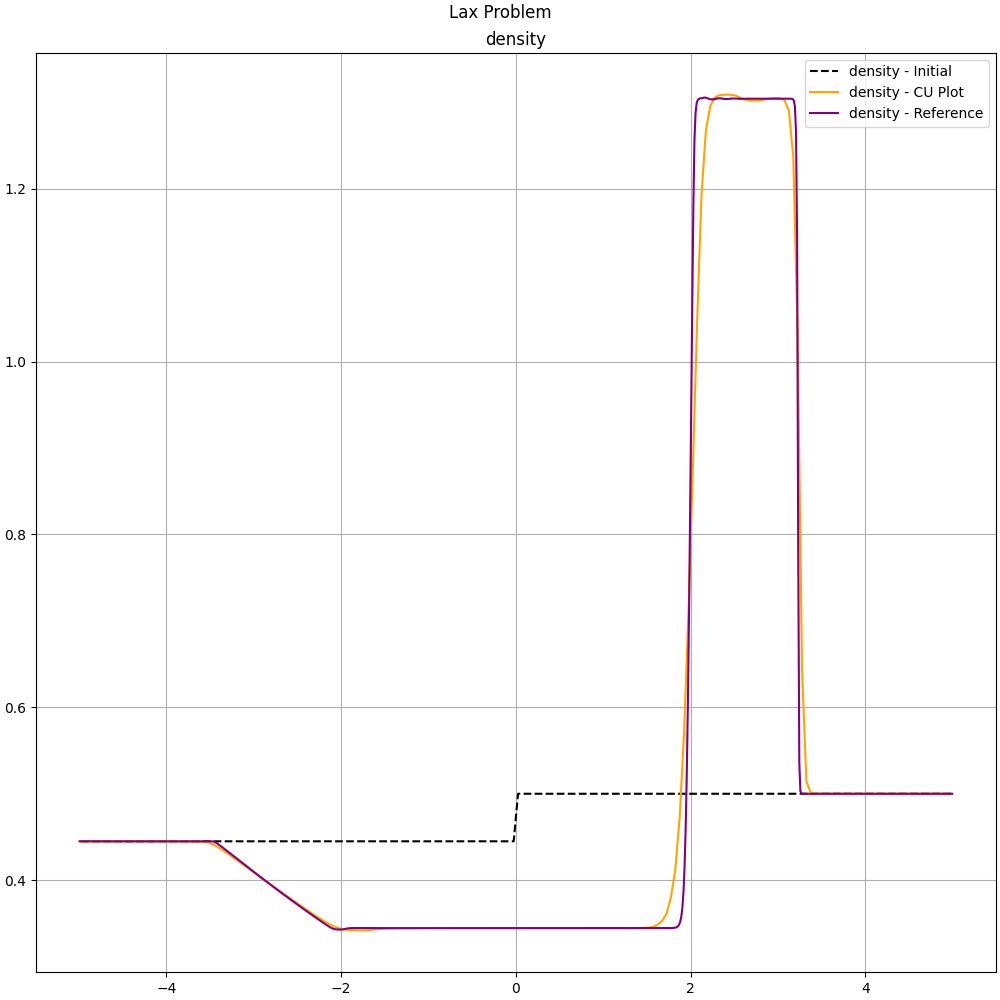 Lax Problem
density
density - Initial
density - CU Plot
density - Reference
1.2
1.0
0.8
0.6
0.4
−4
−2
0
2
4